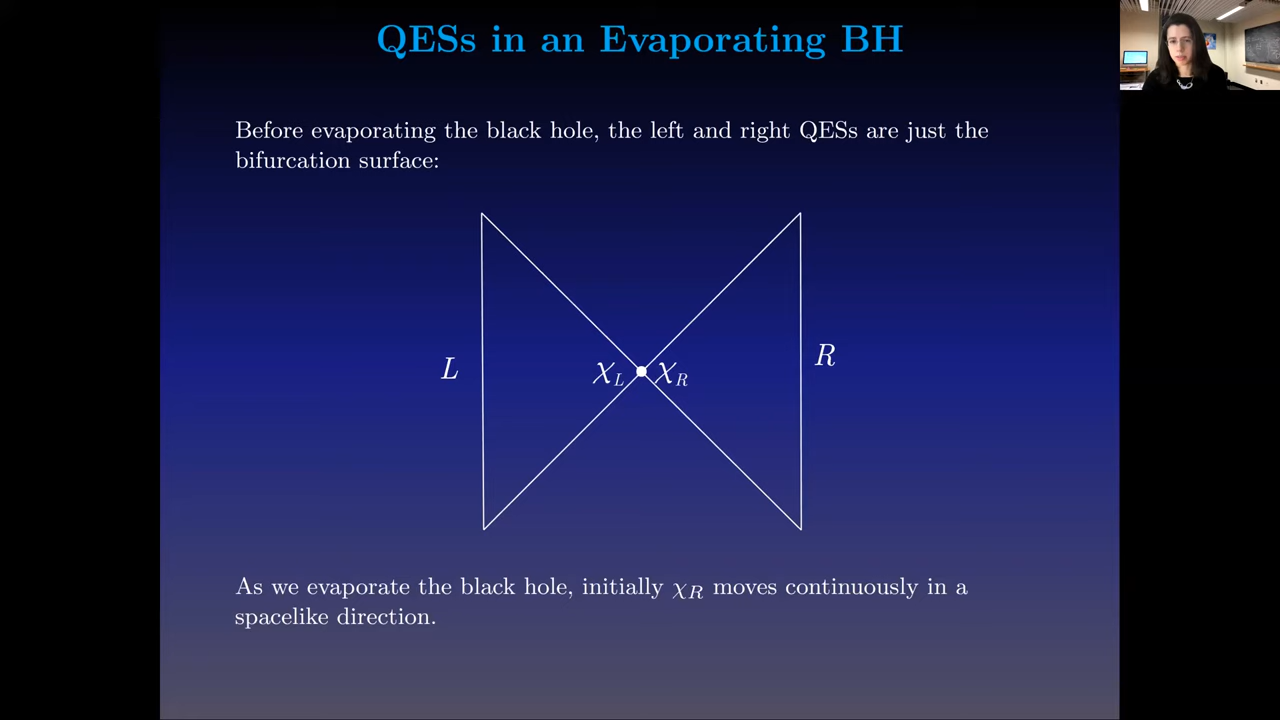 QESs in an Evaporating BH
Before evaporating the black hole, the left and right QESs are just the
bifurcation surface:
L
χ_L
χ_R
R
As we evaporate the black hole, initially χ_R moves continuously in a
spacelike direction.